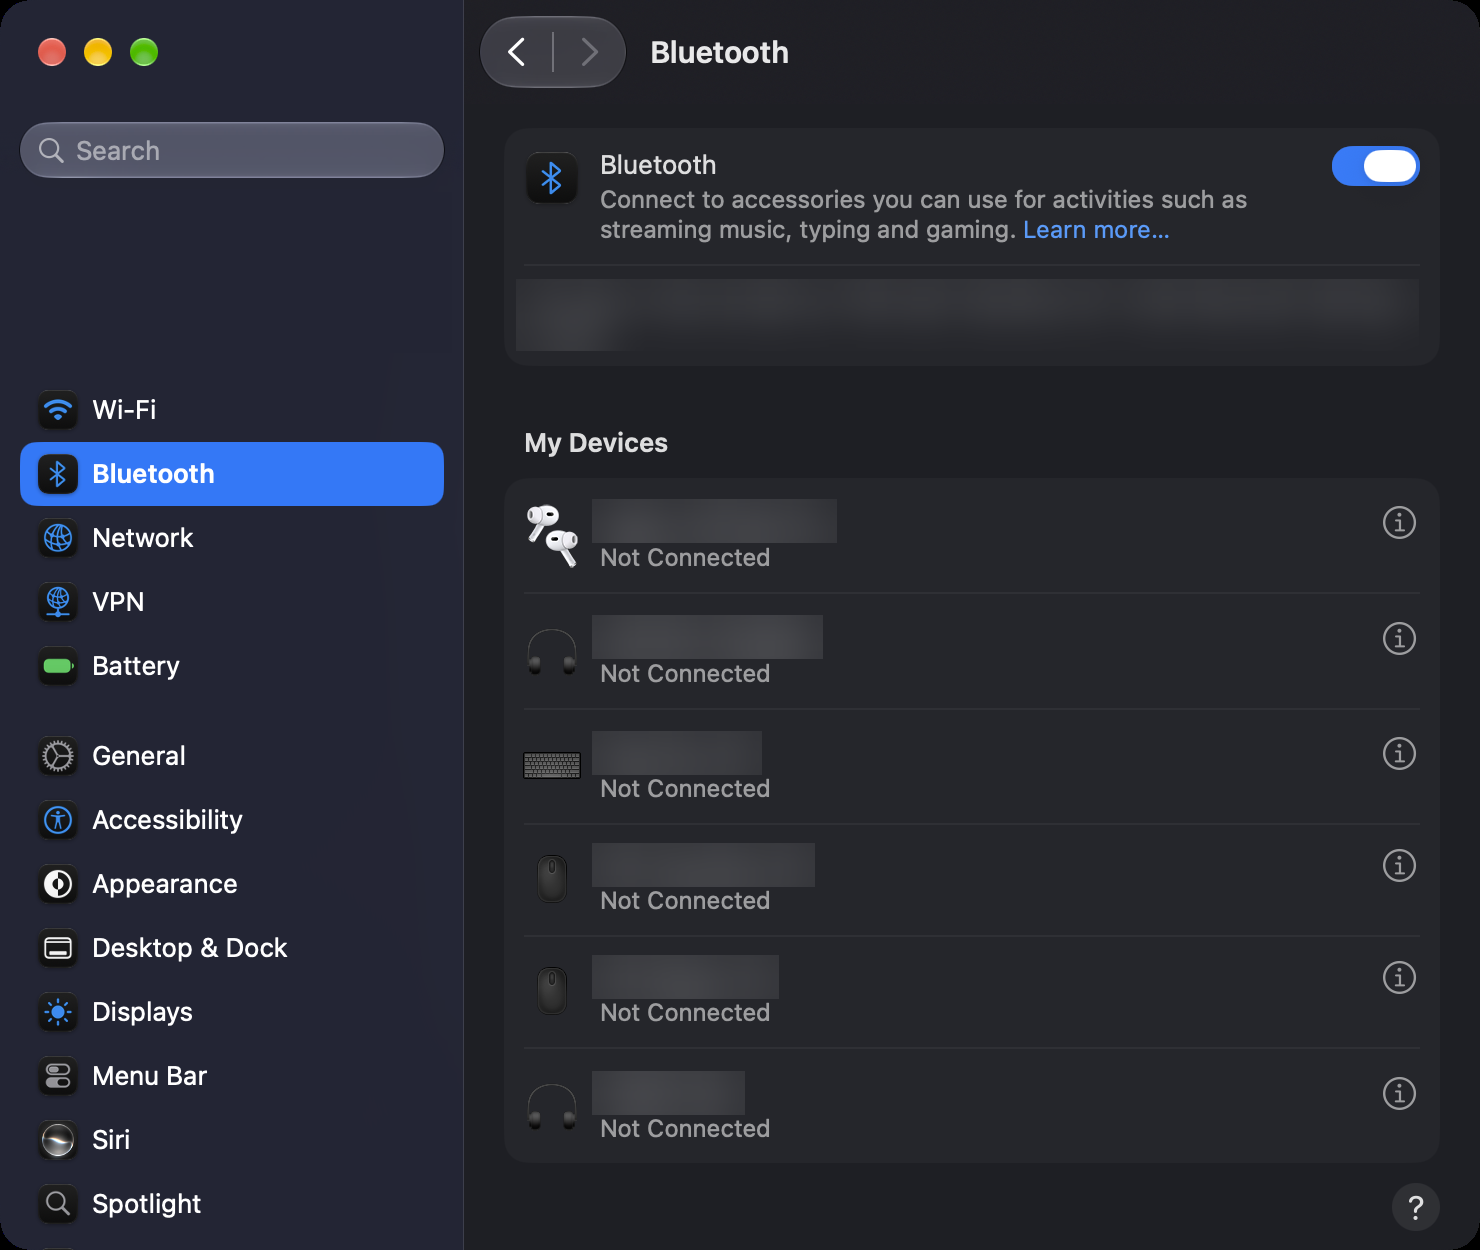 Search
Wi-Fi
Bluetooth
Network
VPN
Battery
General
Accessibility
Appearance
Desktop & Dock
Displays
Menu Bar
Siri
Spotlight
Bluetooth
Bluetooth
Connect to accessories you can use for activities such as
streaming music, typing and gaming. Learn more...
My Devices
Not Connected
Not Connected
Not Connected
Not Connected
Not Connected
Not Connected
?